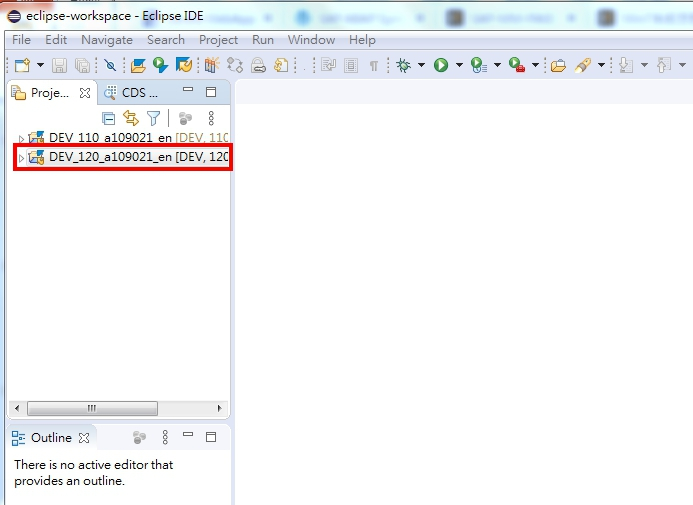 eclipse-workspace - Eclipse IDE
File Edit Navigate Search Project Run Window Help
Proje... CDS ...
DEV_110_a109021_en [DEV, 110
DEV_120_a109021_en [DEV, 120
Outline
There is no active editor that
provides an outline.